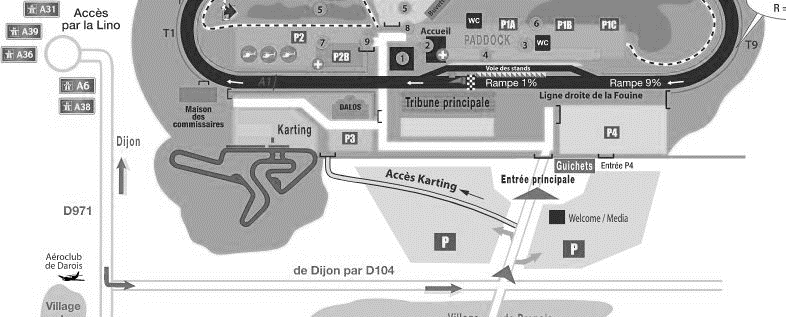 A31
Accès
par la Lino
A39
A36
A6
A38
T1
5
P2
7
P2B
9
5
8
Accueil
1
2
WC
P1A
6
P1B
P1C
PADDOCK
3
WC
4
T9
R =
Voie des stands
Rampe 1%
Rampe 9%
Ligne droite de la Fouine
Maison
des
commissaires
DALOS
Tribune principale
Karting
P3
P4
Dijon
Accès Karting
Entrée principale
Guichets
Entrée P4
Welcome / Media
P
P
D971
Aéroclub
de Darois
de Dijon par D104
Village
Village